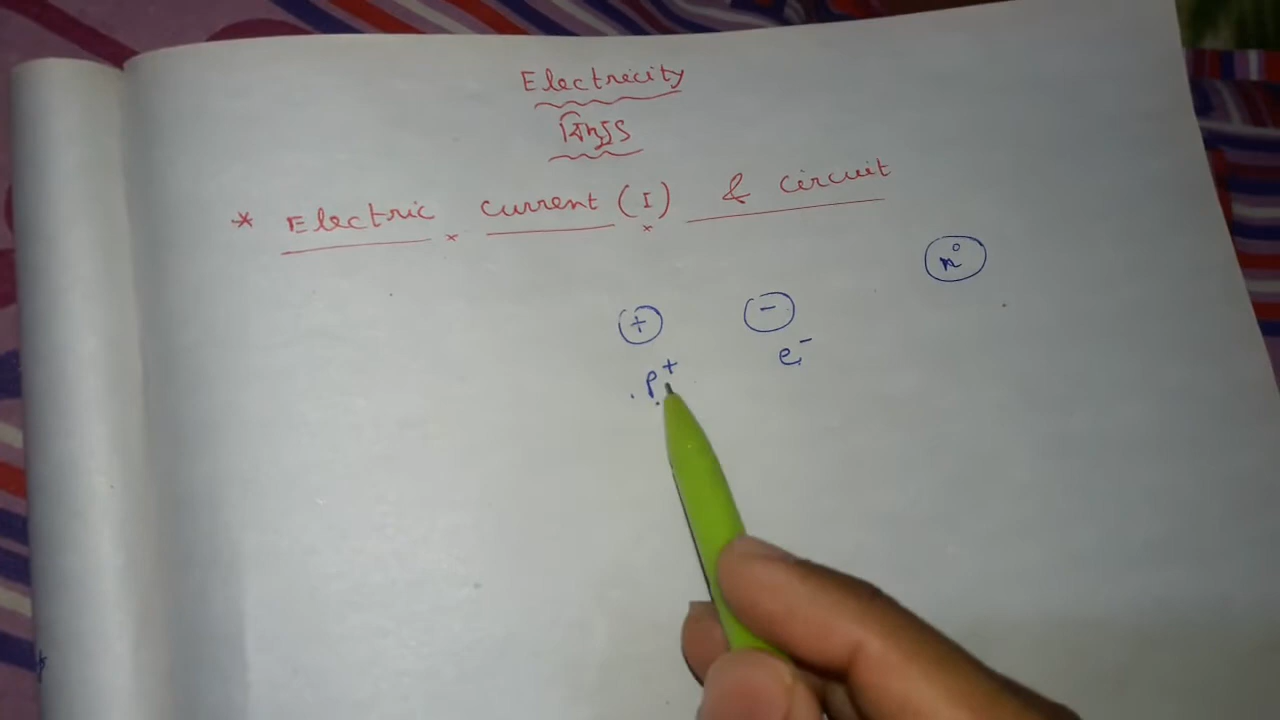 Electricity
বিদ্যুৎ
* Electric current (I) & circuit
n°
+ −
e⁻
p⁺